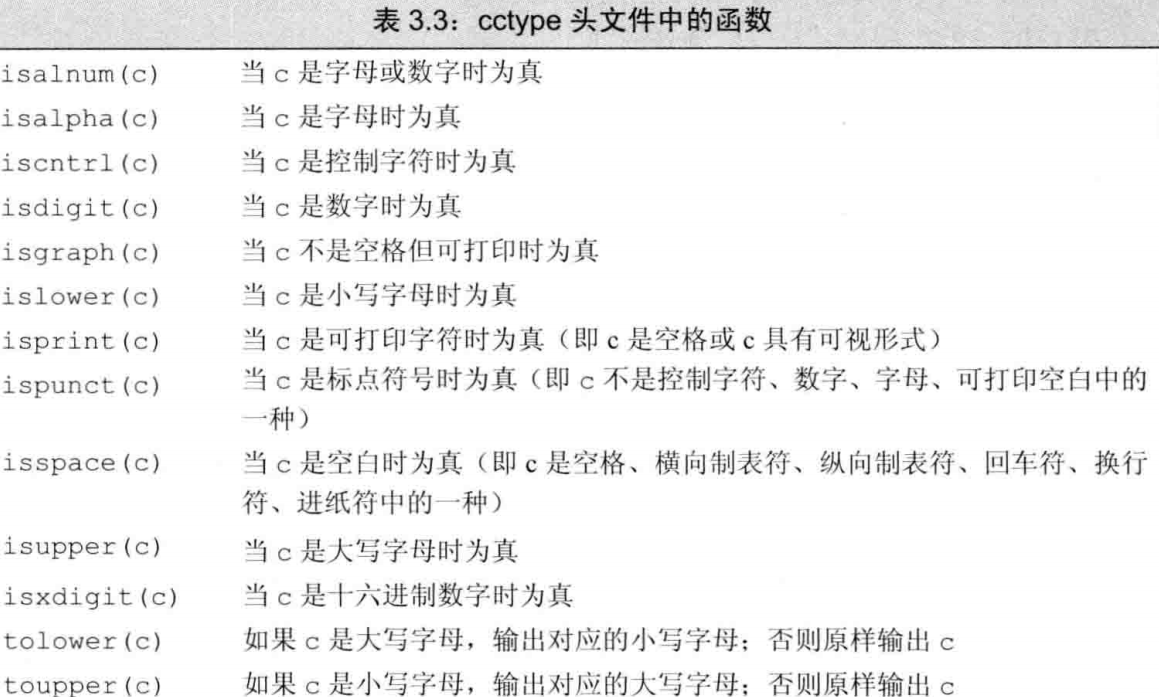 表 3.3：cctype 头文件中的函数
isalnum(c) 当 c 是字母或数字时为真
isalpha(c) 当 c 是字母时为真
iscntrl(c) 当 c 是控制字符时为真
isdigit(c) 当 c 是数字时为真
isgraph(c) 当 c 不是空格但可打印时为真
islower(c) 当 c 是小写字母时为真
isprint(c) 当 c 是可打印字符时为真（即 c 是空格或 c 具有可视形式）
ispunct(c) 当 c 是标点符号时为真（即 c 不是控制字符、数字、字母、可打印空白中的
一种）
isspace(c) 当 c 是空白时为真（即 c 是空格、横向制表符、纵向制表符、回车符、换行
符、进纸符中的一种）
isupper(c) 当 c 是大写字母时为真
isxdigit(c) 当 c 是十六进制数字时为真
tolower(c) 如果 c 是大写字母，输出对应的小写字母；否则原样输出 c
toupper(c) 如果 c 是小写字母，输出对应的大写字母；否则原样输出 c